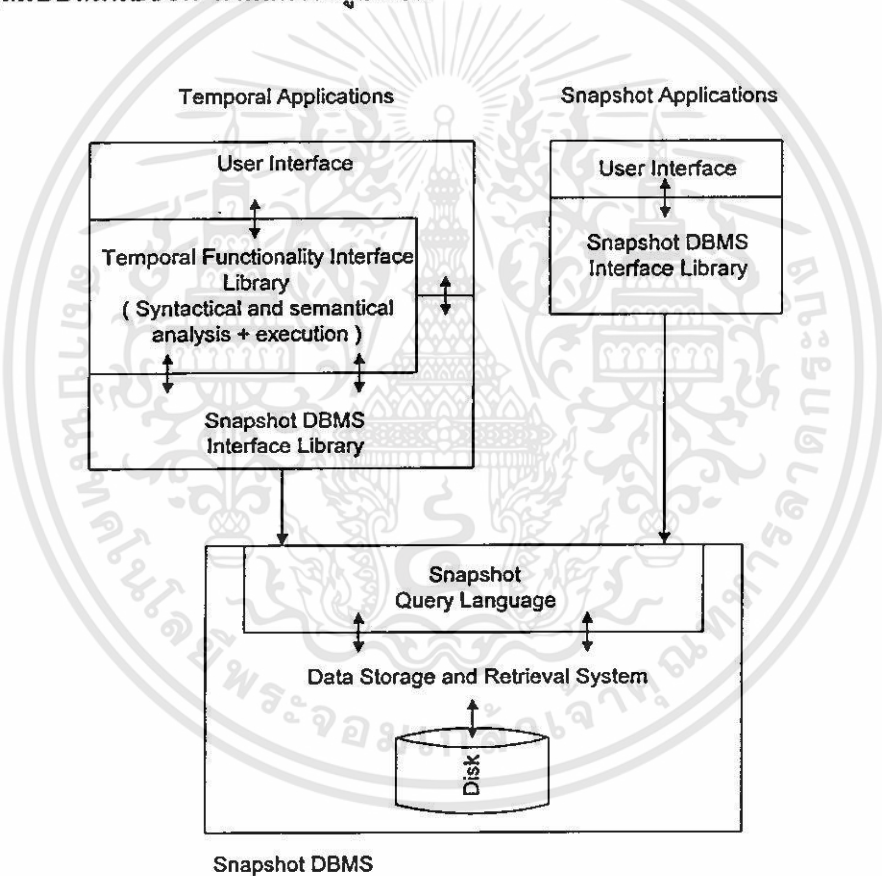 Temporal Applications
Snapshot Applications
User Interface
User Interface
Temporal Functionality Interface
Library
( Syntactical and semantical
analysis + execution )
Snapshot DBMS
Interface Library
Snapshot DBMS
Interface Library
Snapshot
Query Language
Data Storage and Retrieval System
Disk
Snapshot DBMS